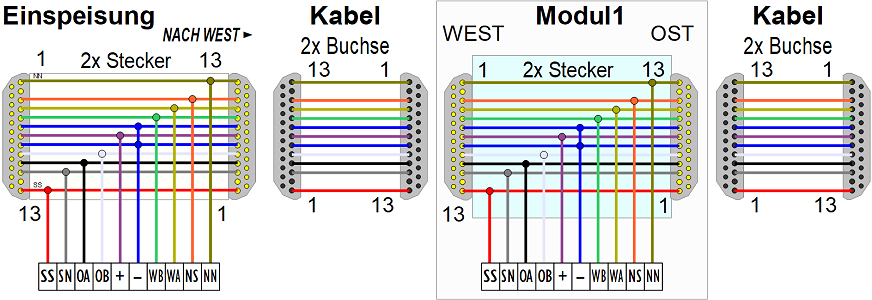 Einspeisung
NACH WEST ►
1 2x Stecker 13
NN
SS
13 1
SS SN OA OB + − WB WA NS NN
Kabel
2x Buchse
13 1
1 13
Modul1
WEST OST
1 2x Stecker 13
13 1
SS SN OA OB + − WB WA NS NN
Kabel
2x Buchse
13 1
1 13